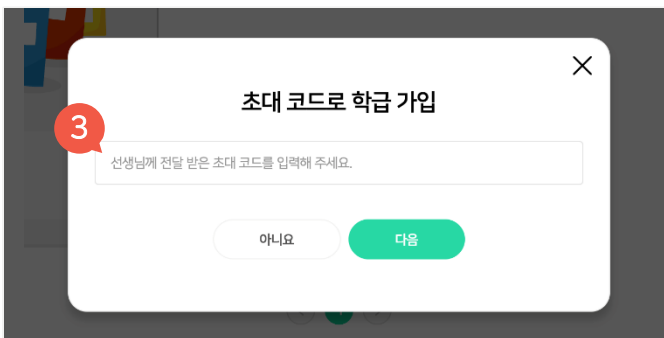 초대 코드로 학급 가입
3
선생님께 전달 받은 초대 코드를 입력해 주세요.
아니요
다음